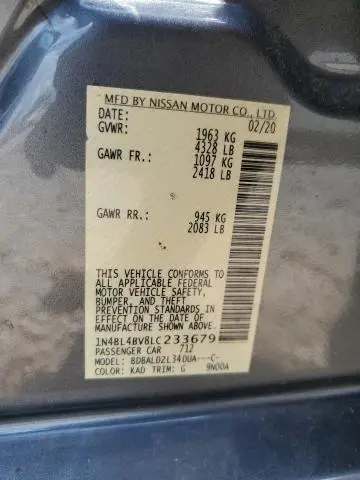 MFD BY NISSAN MOTOR CO., LTD.
DATE: 02/20
GVWR: 1963 KG
4328 LB
GAWR FR.: 1097 KG
2418 LB
GAWR RR.: 945 KG
2083 LB
THIS VEHICLE CONFORMS TO
ALL APPLICABLE FEDERAL
MOTOR VEHICLE SAFETY,
BUMPER, AND THEFT
PREVENTION STANDARDS IN
EFFECT ON THE DATE OF
MANUFACTURE SHOWN ABOVE.
1N4BL4BV8LC233679
PASSENGER CAR 712
MODEL: BDBALDZL34DUA---C-
COLOR: KAD TRIM: G 9N00A